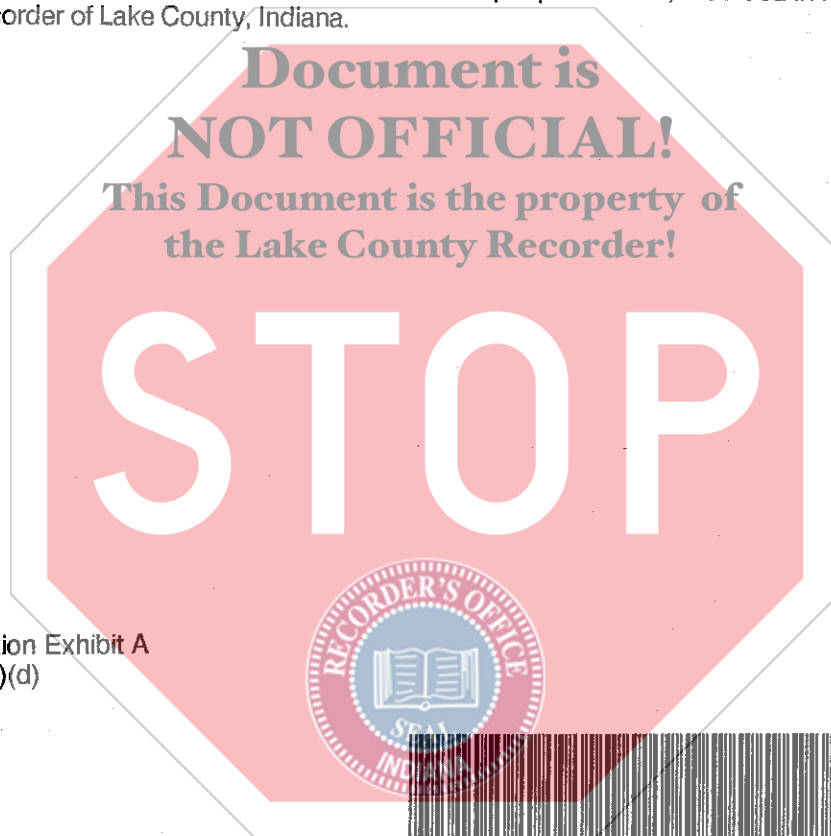 order of Lake County, Indiana.
Document is
NOT OFFICIAL!
This Document is the property of
the Lake County Recorder!
STOP
RECORDER'S OFFICE
ion Exhibit A
)(d)
SEAL
INDIANA